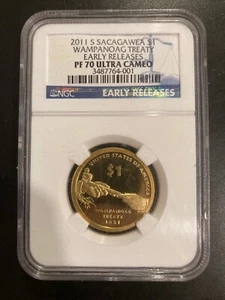 2011 S SACAGAWEA $1
WAMPANOAG TREATY
EARLY RELEASES
PF 70 ULTRA CAMEO
3487764-001
NGC
EARLY RELEASES
UNITED STATES OF AMERICA
$1
WAMPANOAG
TREATY
1621